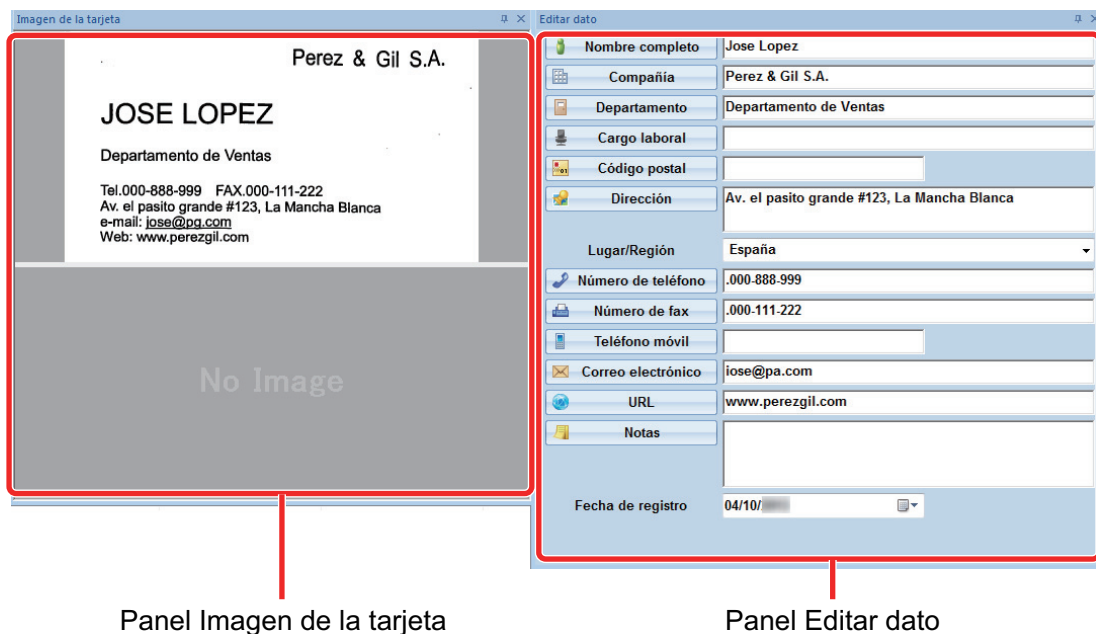 Imagen de la tarjeta
Perez & Gil S.A.
JOSE LOPEZ
Departamento de Ventas
Tel.000-888-999 FAX.000-111-222
Av. el pasito grande #123, La Mancha Blanca
e-mail: jose@pg.com
Web: www.perezgil.com
No Image
Editar dato
Nombre completo Jose Lopez
Compañía Perez & Gil S.A.
Departamento Departamento de Ventas
Cargo laboral
Código postal
Dirección Av. el pasito grande #123, La Mancha Blanca
Lugar/Región España
Número de teléfono .000-888-999
Número de fax .000-111-222
Teléfono móvil
Correo electrónico iose@pa.com
URL www.perezgil.com
Notas
Fecha de registro 04/10/
Panel Imagen de la tarjeta
Panel Editar dato